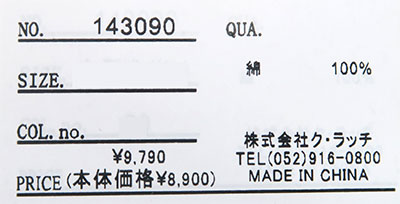 NO. 143090
QUA.
綿 100%
SIZE.
COL. no.
¥9,790
PRICE (本体価格¥8,900)
株式会社ク・ラッチ
TEL(052)916-0800
MADE IN CHINA